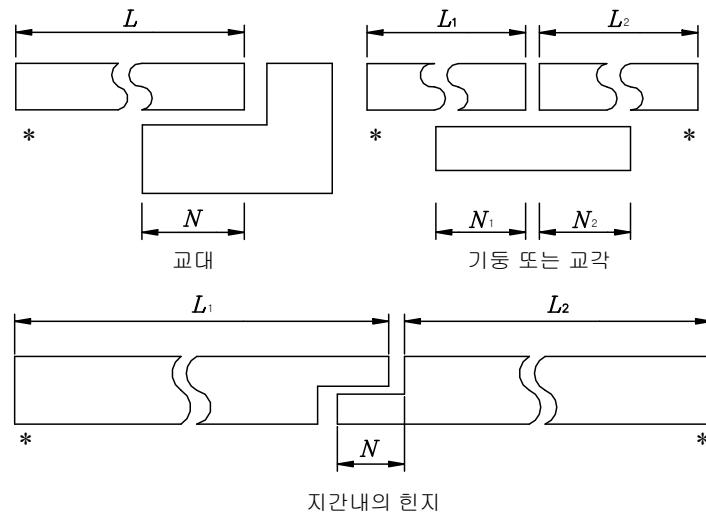 L L₁ L₂
* * *
N N₁ N₂
교대 기둥 또는 교각
L₁ L₂
* *
N
지간내의 힌지